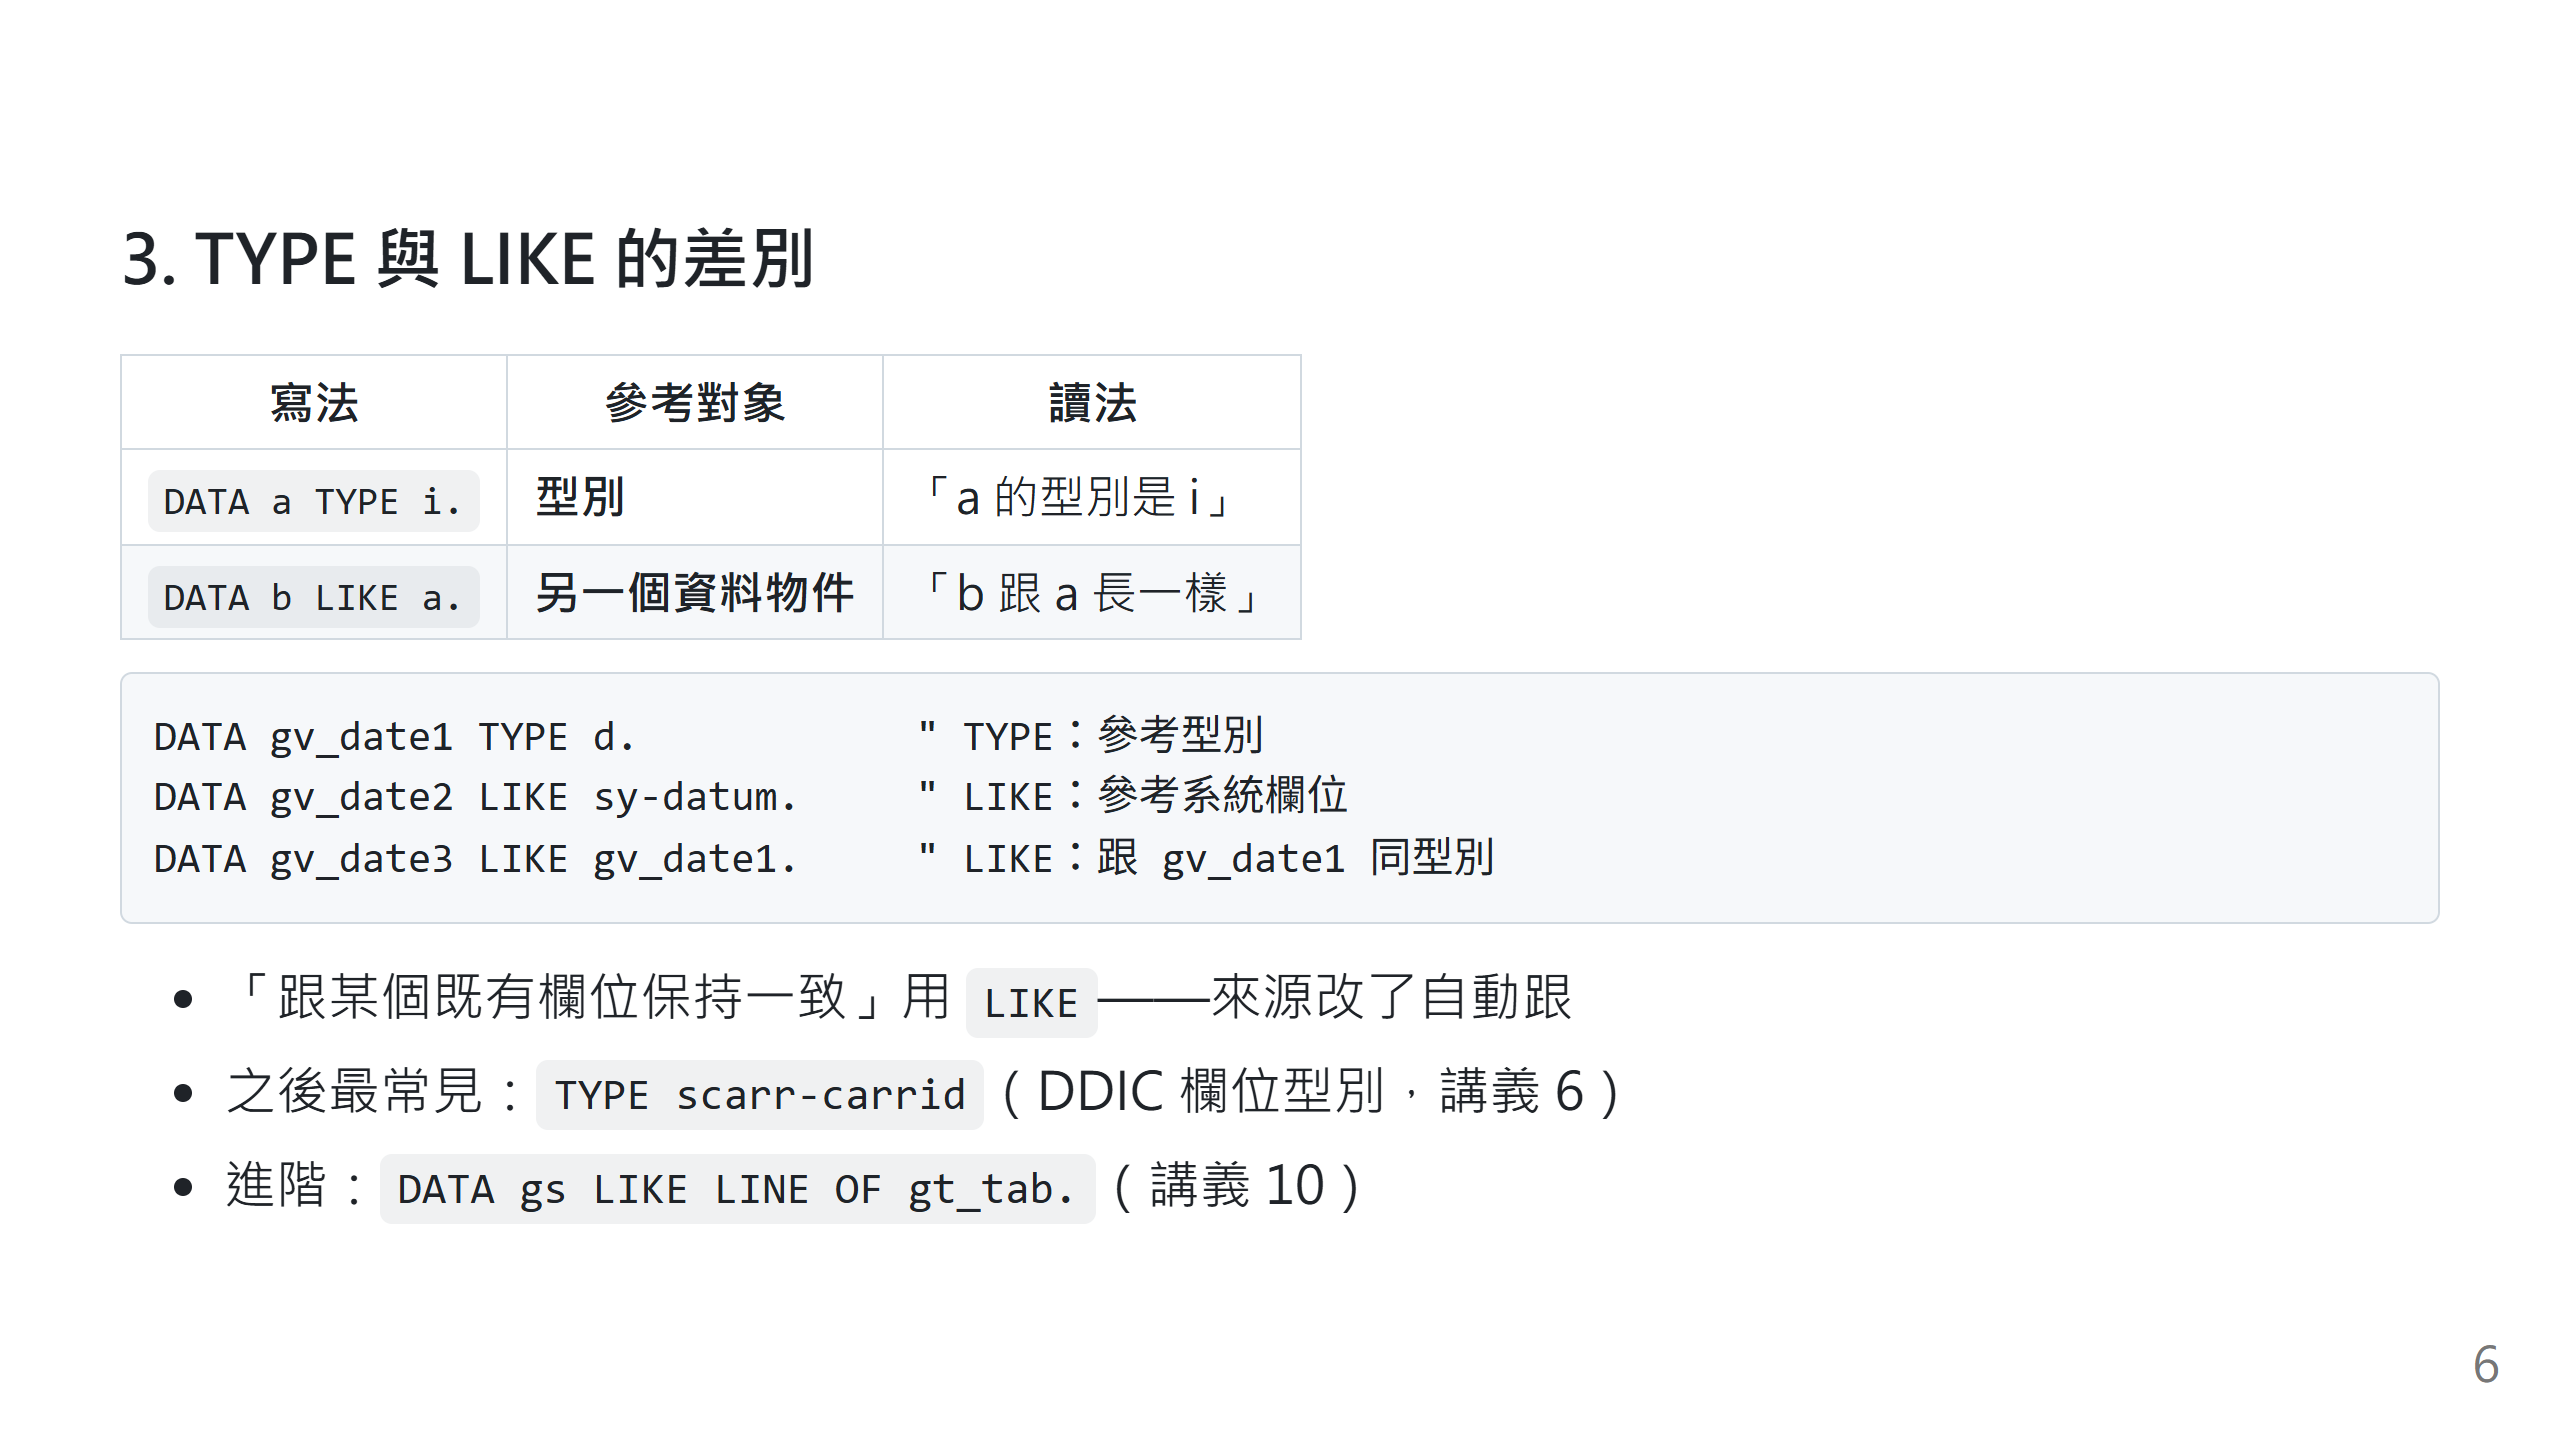 3. TYPE 與 LIKE 的差別
寫法 參考對象 讀法
DATA a TYPE i. 型別 「a 的型別是 i」
DATA b LIKE a. 另一個資料物件 「b 跟 a 長一樣」
DATA gv_date1 TYPE d. " TYPE：參考型別
DATA gv_date2 LIKE sy-datum. " LIKE：參考系統欄位
DATA gv_date3 LIKE gv_date1. " LIKE：跟 gv_date1 同型別
• 「跟某個既有欄位保持一致」用 LIKE——來源改了自動跟
• 之後最常見：TYPE scarr-carrid（DDIC 欄位型別，講義 6）
• 進階：DATA gs LIKE LINE OF gt_tab.（講義 10）
6